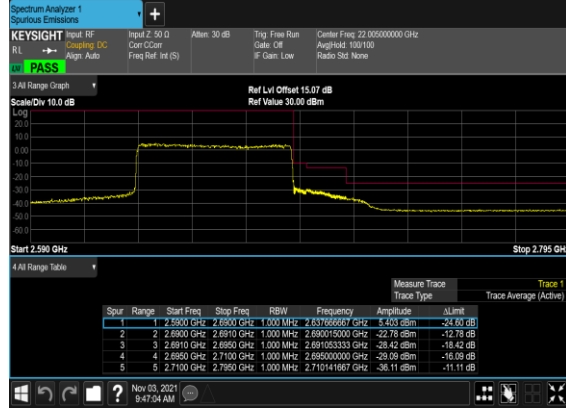 Spectrum Analyzer 1
Spurious Emissions
+
KEYSIGHT Input: RF Input Z: 50 Ω Atten: 30 dB Trig: Free Run Center Freq: 22.005000000 GHz
RL Coupling: DC Corr CCorr Gate: Off Avg|Hold: 100/100
Align: Auto Freq Ref: Int (S) IF Gain: Low Radio Std: None
LW PASS
3 All Range Graph
Ref Lvl Offset 15.07 dB
Scale/Div 10.0 dB Ref Value 30.00 dBm
Log
20.0
10.0
0.00
-10.0
-20.0
-30.0
-40.0
-50.0
-60.0
Start 2.590 GHz Stop 2.795 GHz
4 All Range Table
Measure Trace Trace 1
Trace Type Trace Average (Active)
Spur Range Start Freq Stop Freq RBW Frequency Amplitude ΔLimit
1 1 2.5900 GHz 2.6900 GHz 1.000 MHz 2.637666667 GHz 5.403 dBm -24.60 dB
2 2 2.6900 GHz 2.6910 GHz 1.000 MHz 2.690015000 GHz -22.78 dBm -12.78 dB
3 3 2.6910 GHz 2.6950 GHz 1.000 MHz 2.691053333 GHz -28.42 dBm -18.42 dB
4 4 2.6950 GHz 2.7100 GHz 1.000 MHz 2.695000000 GHz -29.09 dBm -16.09 dB
5 5 2.7100 GHz 2.7950 GHz 1.000 MHz 2.710141667 GHz -36.11 dBm -11.11 dB
?
Nov 03, 2021
9:47:04 AM